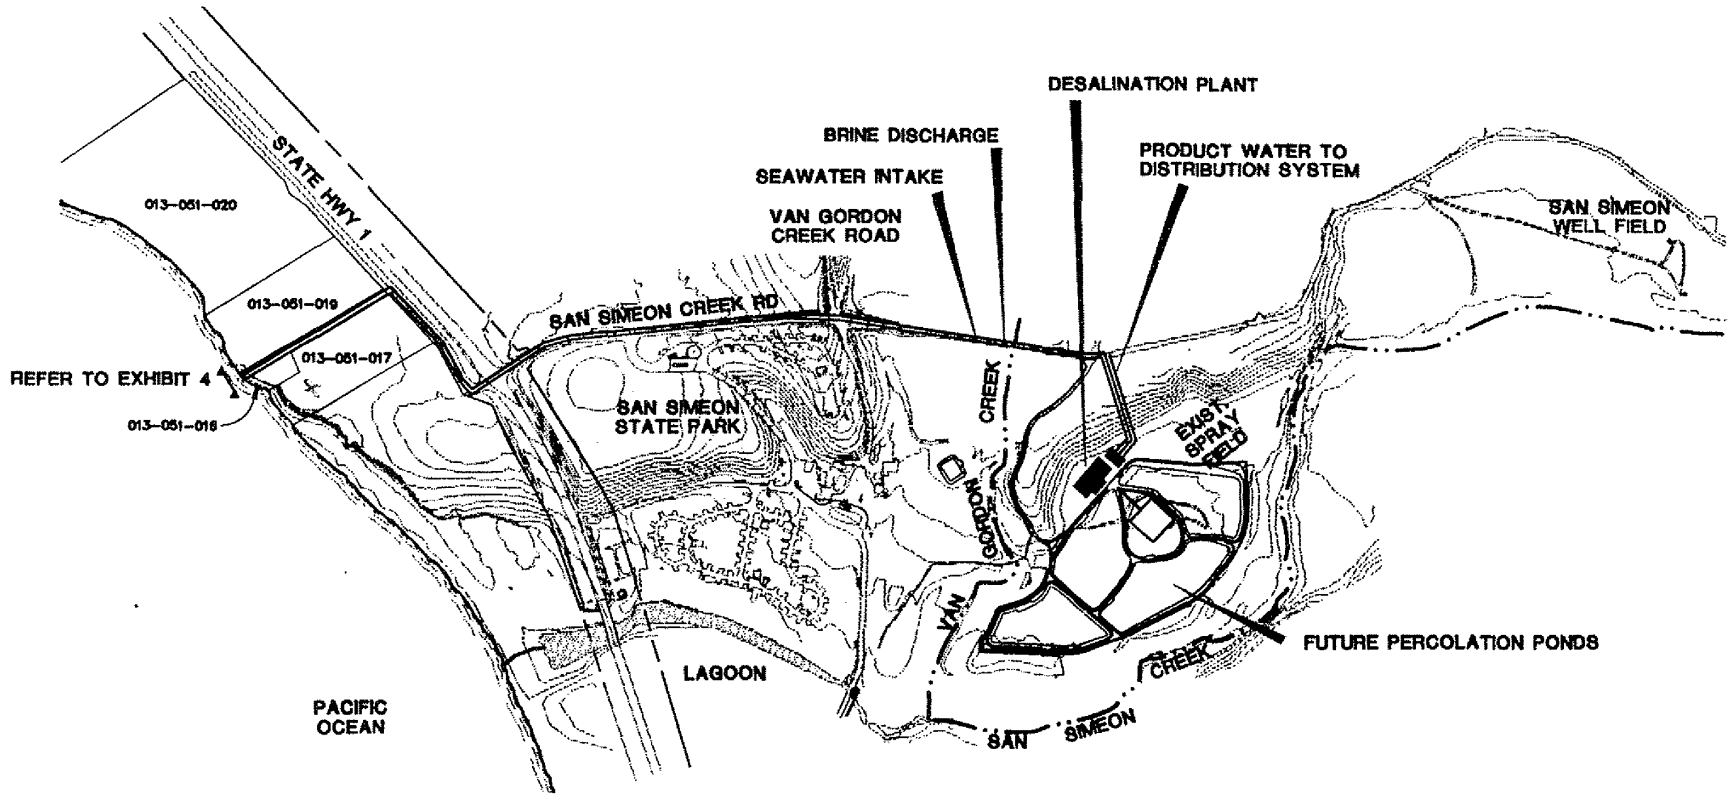 DESALINATION PLANT
BRINE DISCHARGE
PRODUCT WATER TO
DISTRIBUTION SYSTEM
SEAWATER INTAKE
VAN GORDON
CREEK ROAD
SAN SIMEON
WELL FIELD
STATE HWY 1
013-051-020
013-051-019
SAN SIMEON CREEK RD
013-051-017
REFER TO EXHIBIT 4
013-051-016
SAN SIMEON
STATE PARK
EXIST.
SPRAY
FIELD
VAN GORDON CREEK
FUTURE PERCOLATION PONDS
LAGOON
PACIFIC
OCEAN
SAN SIMEON CREEK